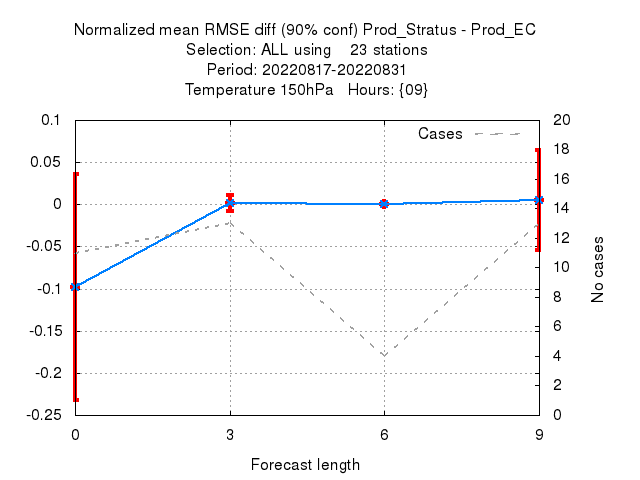 Normalized mean RMSE diff (90% conf) Prod_Stratus - Prod_EC
Selection: ALL using    23 stations
Period: 20220817-20220831
Temperature 150hPa   Hours: {09}
Cases
0.1
0.05
0
-0.05
-0.1
-0.15
-0.2
-0.25
20
18
16
14
12
10
8
6
4
2
0
No cases
0 3 6 9
Forecast length